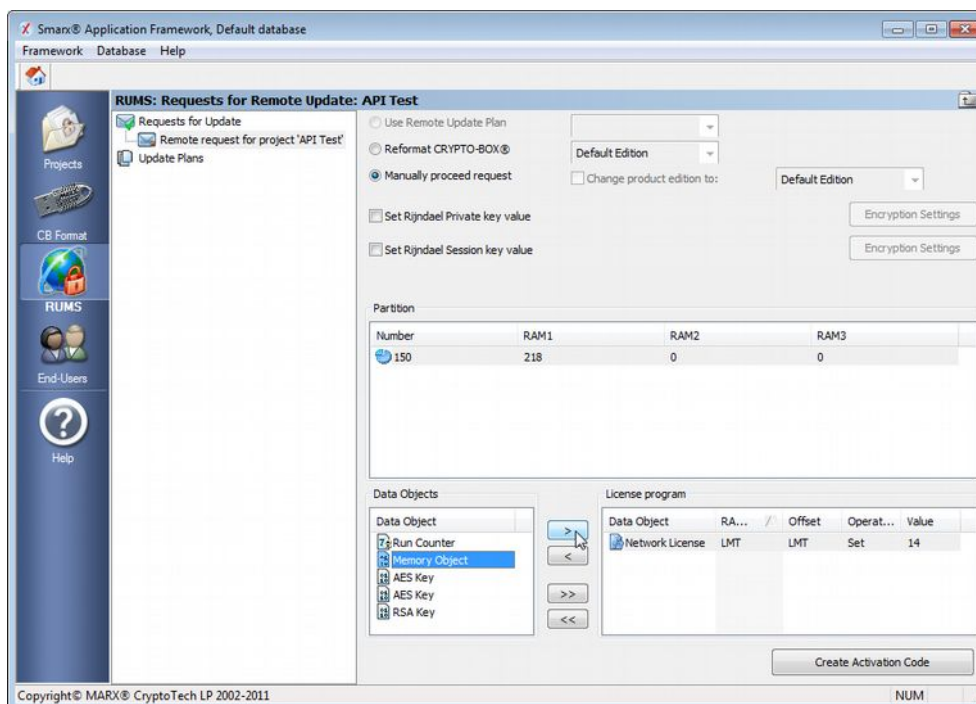 Smarx® Application Framework, Default database
Framework Database Help
RUMS: Requests for Remote Update: API Test
Projects
CB Format
RUMS
End-Users
Help
Requests for Update
Remote request for project 'API Test'
Update Plans
Use Remote Update Plan
Reformat CRYPTO-BOX® Default Edition
Manually proceed request Change product edition to: Default Edition
Set Rijndael Private key value Encryption Settings
Set Rijndael Session key value Encryption Settings
Partition
Number RAM1 RAM2 RAM3
150 218 0 0
Data Objects
Data Object
Run Counter
Memory Object
AES Key
AES Key
RSA Key
>
<
>>
<<
License program
Data Object RA... Offset Operat... Value
Network License LMT LMT Set 14
Create Activation Code
Copyright© MARX® CryptoTech LP 2002-2011 NUM